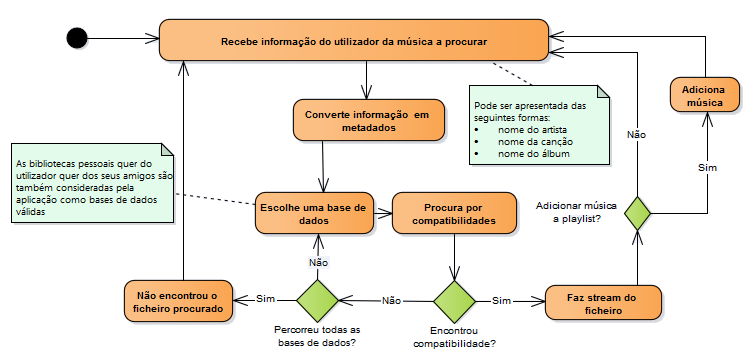 Recebe informação do utilizador da música a procurar
Adiciona
música
Converte informação em
metadados
Pode ser apresentada das
seguintes formas:
• nome do artista
• nome da canção
• nome do álbum
Não
Sim
As bibliotecas pessoais quer do
utilizador quer dos seus amigos são
também consideradas pela
aplicação como bases de dados
válidas
Escolhe uma base de
dados
Procura por
compatibilidades
Adicionar música
a playlist?
Não
Não encontrou o
ficheiro procurado
Sim
Não
Sim
Faz stream do
ficheiro
Percorreu todas as
bases de dados?
Encontrou
compatibilidade?